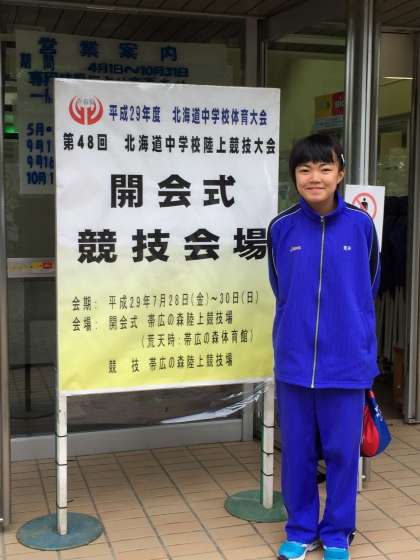 営業案内
期間 4月1日~10月31日
平成29年度 北海道中学校体育大会
第48回 北海道中学校陸上競技大会
開会式
競技会場
会期: 平成29年7月28日(金)~30日(日)
会場: 開会式 帯広の森陸上競技場
(荒天時:帯広の森体育館)
競技 帯広の森陸上競技場